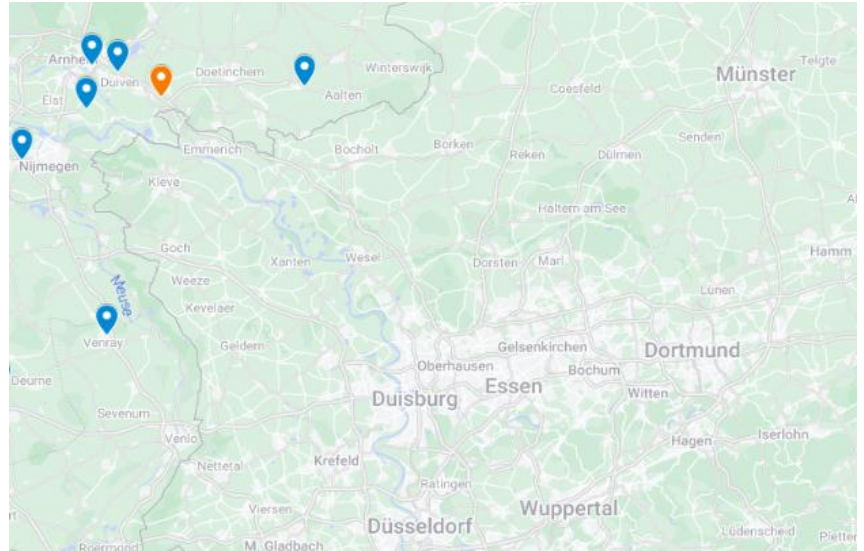 Telgte
Winterswijk
Münster
Arnhem
Doetinchem
Duiven
Coesfeld
Aalten
Elst
Senden
Emmerich
Bocholt
Borken
Reken
Dülmen
Nijmegen
Kleve
Haltern am See
Goch
Hamm
Xanten
Wesel
Dorsten
Marl
Weeze
Meuse
Lünen
Kevelaer
Venray
Geldern
Gelsenkirchen
Dortmund
Oberhausen
Bochum
Deurne
Essen
Witten
Duisburg
Sevenum
Iserlohn
Venlo
Hagen
Krefeld
Nettetal
Ratingen
Viersen
Wuppertal
Düsseldorf
Lüdenscheid
M. Gladbach
Roermond